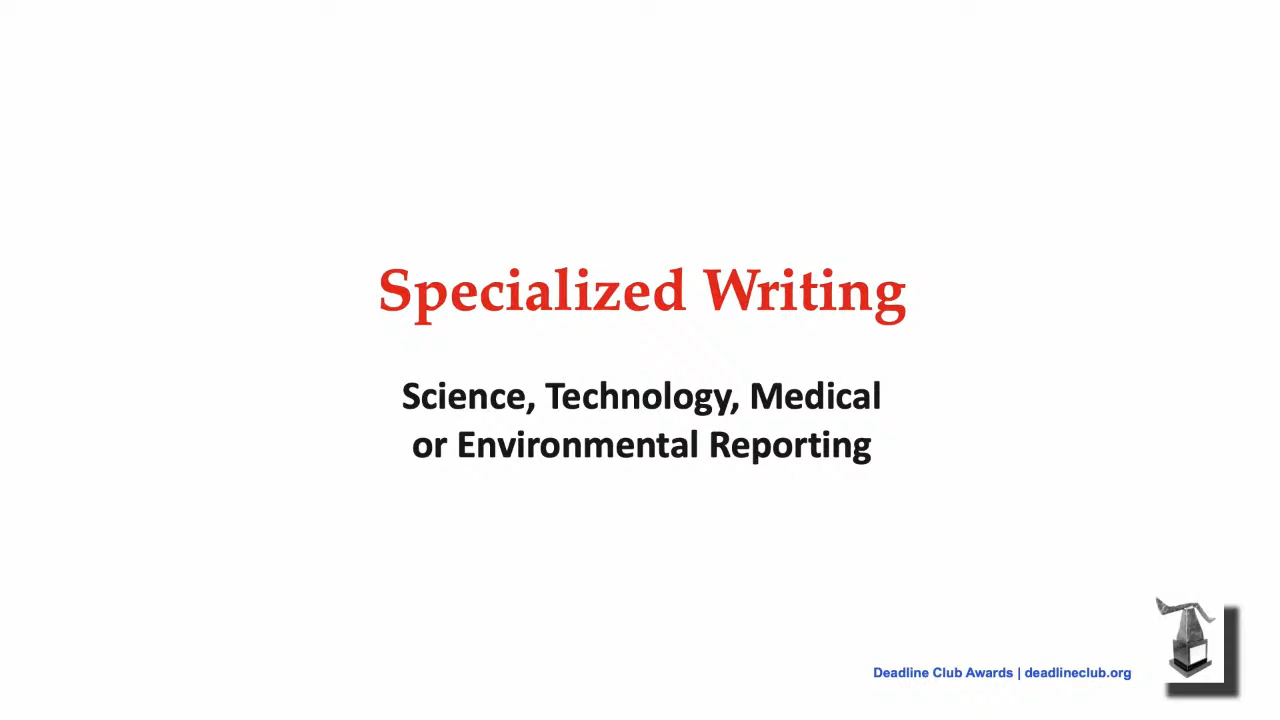 Specialized Writing
Science, Technology, Medical
or Environmental Reporting
Deadline Club Awards | deadlineclub.org